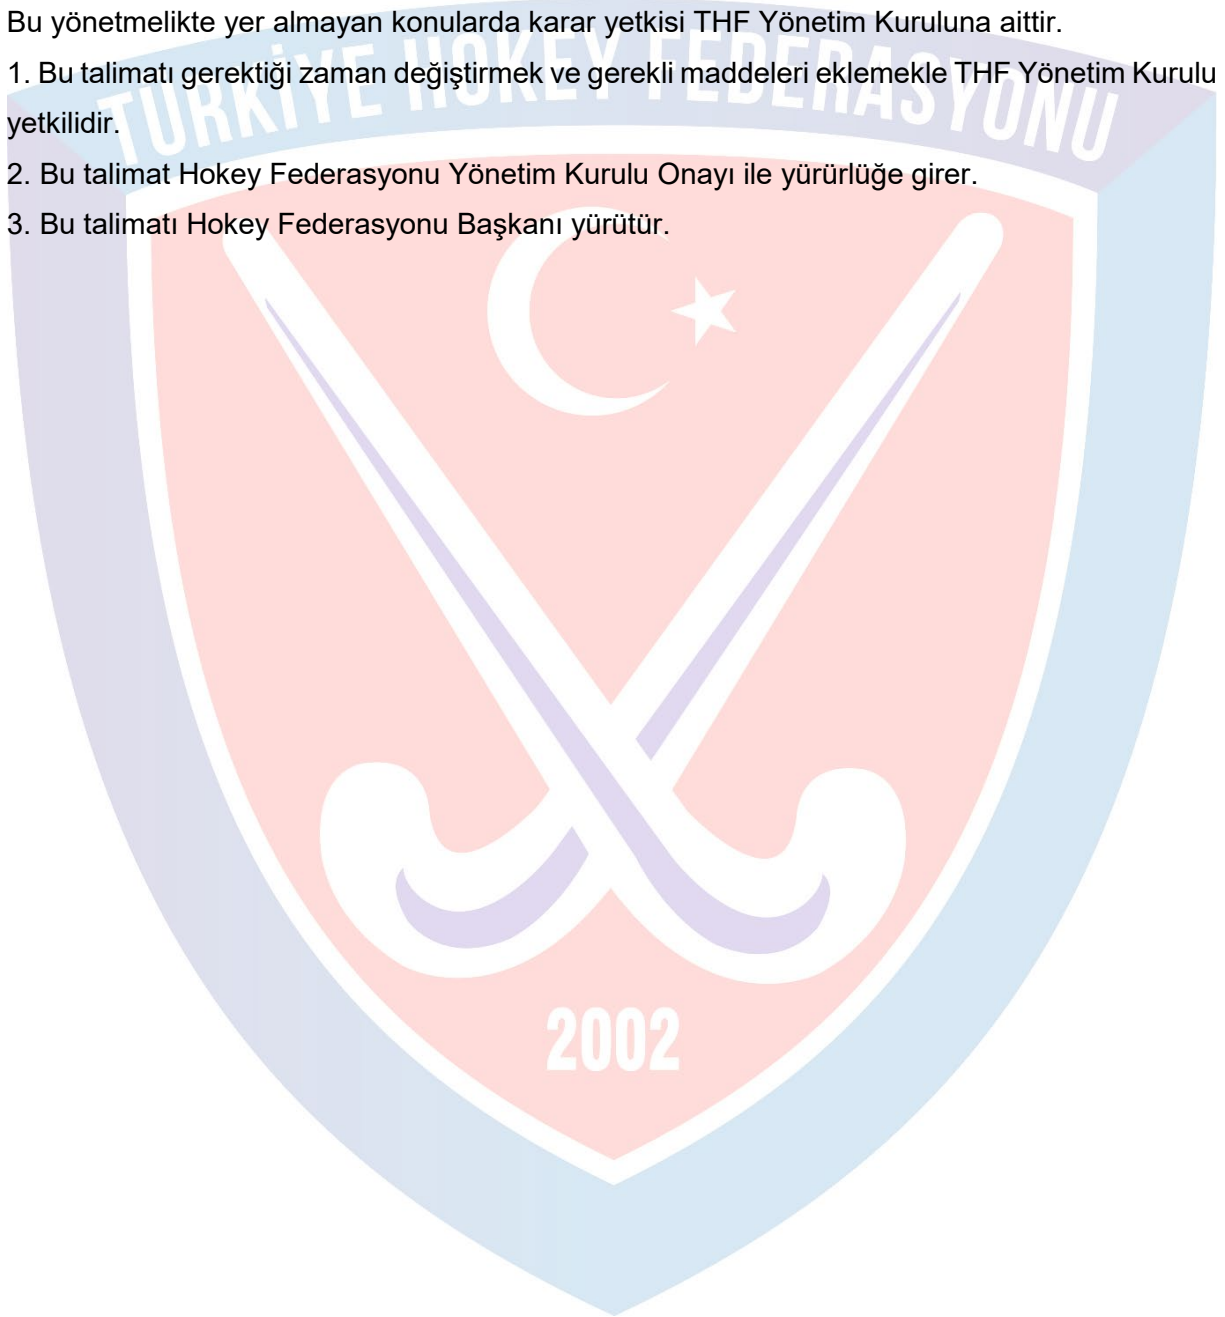 Bu yönetmelikte yer almayan konularda karar yetkisi THF Yönetim Kuruluna aittir.
1. Bu talimatı gerektiği zaman değiştirmek ve gerekli maddeleri eklemekle THF Yönetim Kurulu
yetkilidir.
2. Bu talimat Hokey Federasyonu Yönetim Kurulu Onayı ile yürürlüğe girer.
3. Bu talimatı Hokey Federasyonu Başkanı yürütür.
TÜRKİYE HOKEY FEDERASYONU
2002